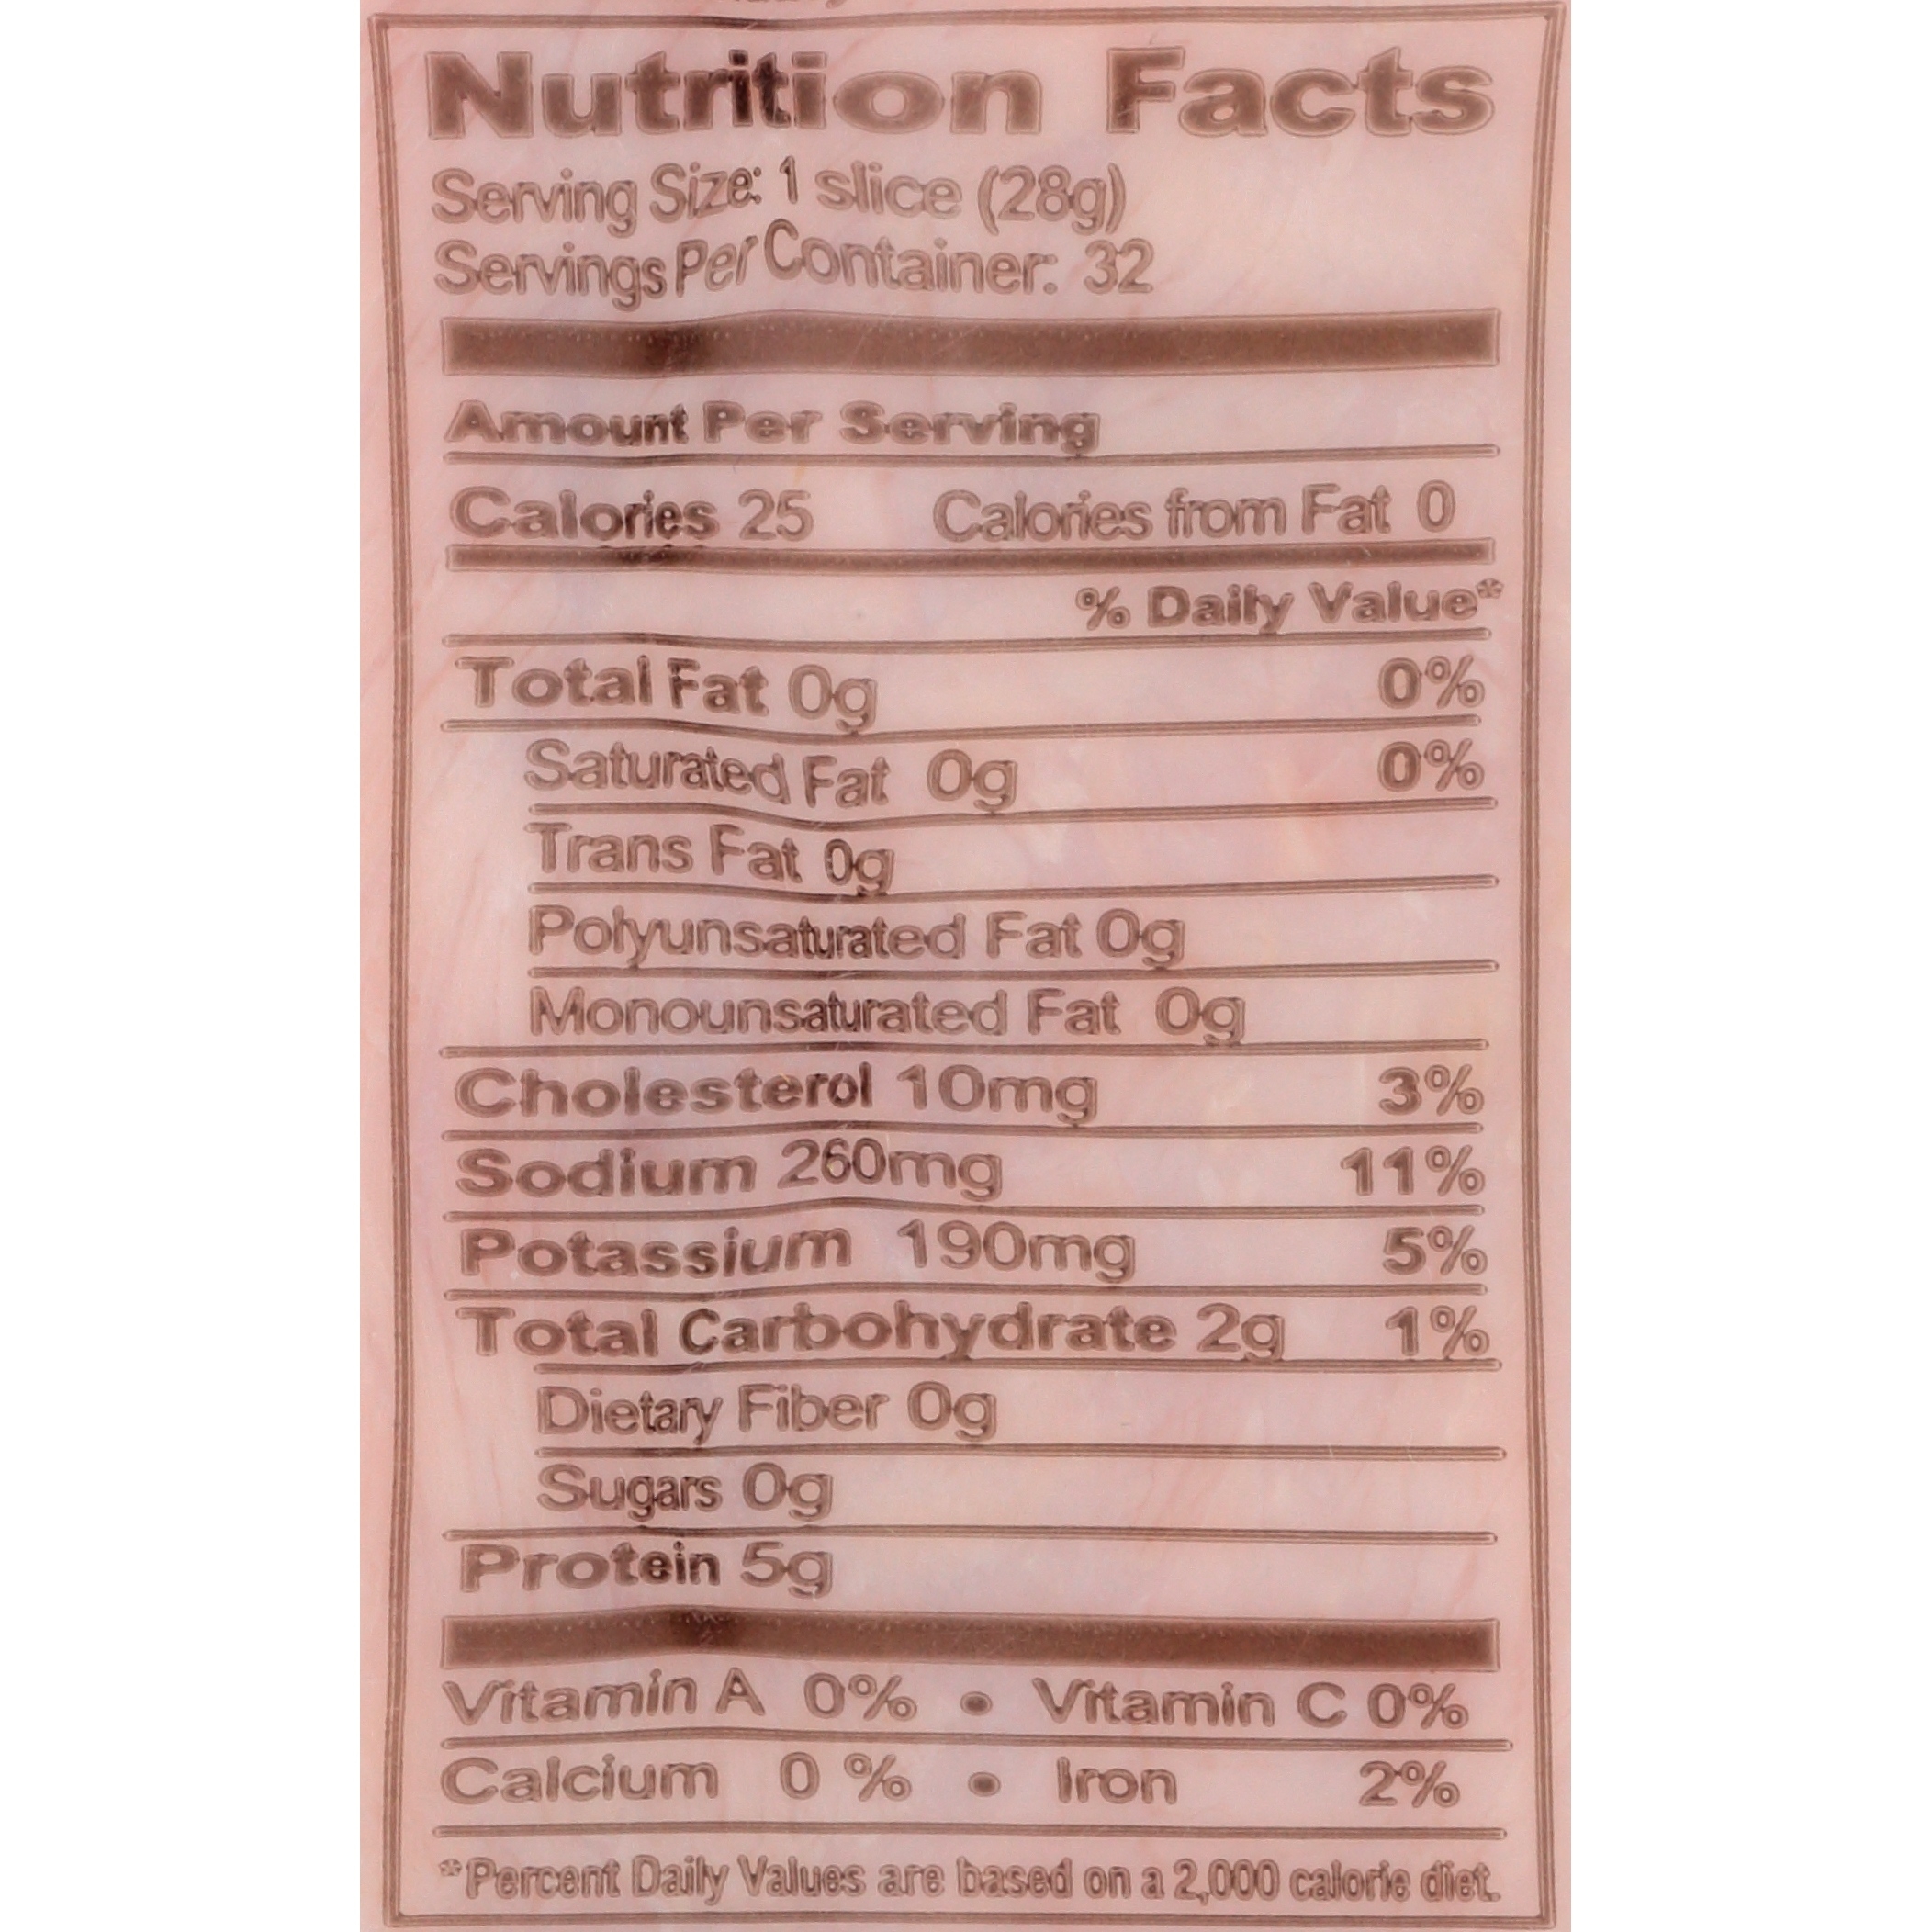 Nutrition Facts
Serving Size: 1 slice (28g)
Servings Per Container: 32
Amount Per Serving
Calories 25 Calories from Fat 0
% Daily Value*
Total Fat 0g 0%
Saturated Fat 0g 0%
Trans Fat 0g
Polyunsaturated Fat 0g
Monounsaturated Fat 0g
Cholesterol 10mg 3%
Sodium 260mg 11%
Potassium 190mg 5%
Total Carbohydrate 2g 1%
Dietary Fiber 0g
Sugars 0g
Protein 5g
Vitamin A 0% • Vitamin C 0%
Calcium 0 % • Iron 2%
*Percent Daily Values are based on a 2,000 calorie diet.